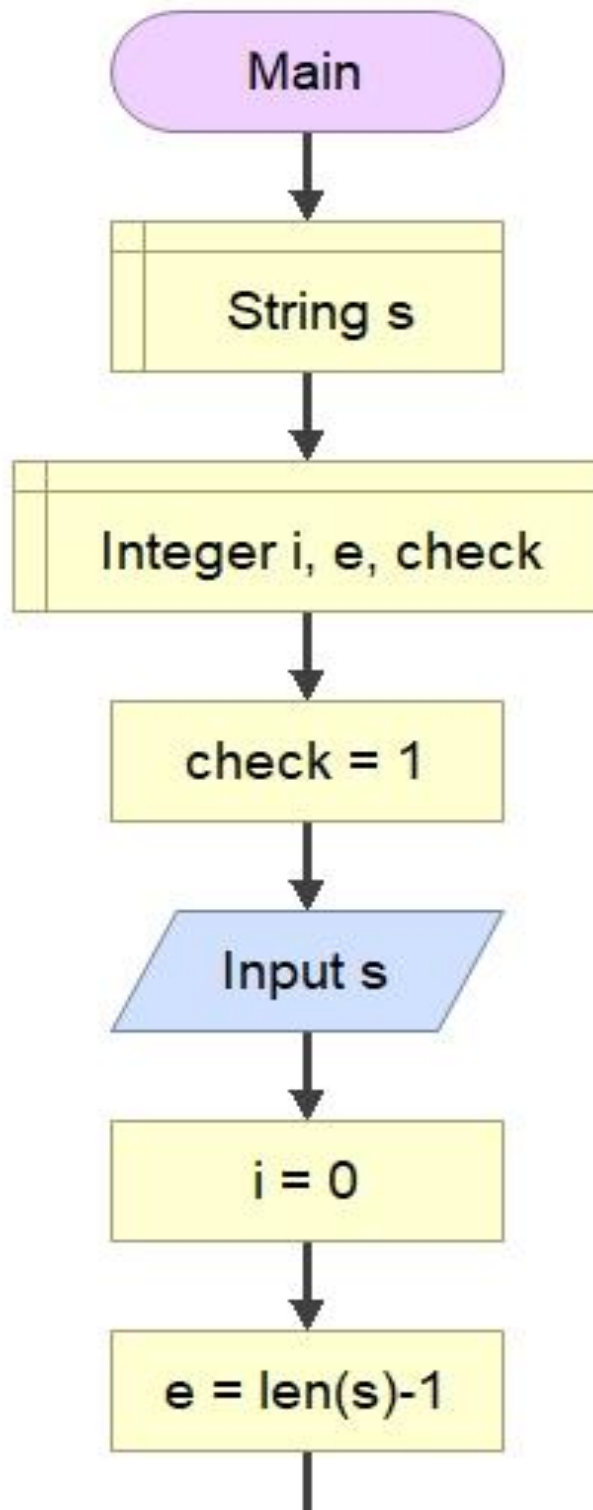 Main
String s
Integer i, e, check
check = 1
Input s
i = 0
e = len(s)-1